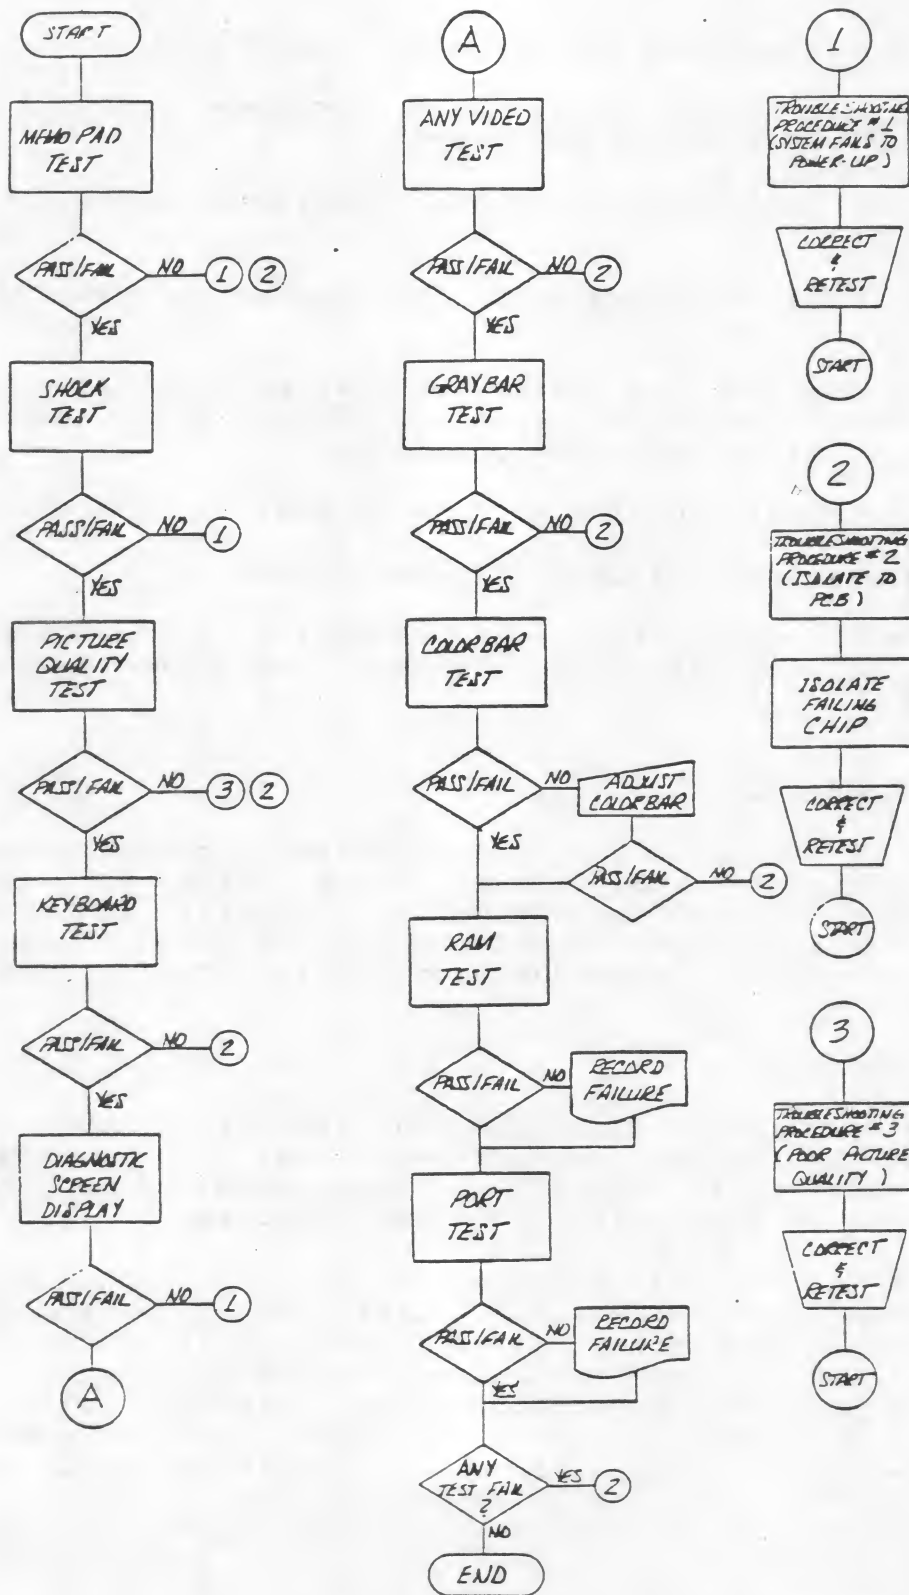 START
MEMO PAD
TEST
PASS/FAIL
NO
1
2
YES
SHOCK
TEST
PASS/FAIL
NO
1
YES
PICTURE
QUALITY
TEST
PASS/FAIL
NO
3
2
YES
KEYBOARD
TEST
PASS/FAIL
NO
2
YES
DIAGNOSTIC
SCREEN
DISPLAY
PASS/FAIL
NO
1
A
A
ANY VIDEO
TEST
PASS/FAIL
NO
2
YES
GRAYBAR
TEST
PASS/FAIL
NO
2
YES
COLORBAR
TEST
PASS/FAIL
NO
ADJUST
COLORBAR
YES
PASS/FAIL
NO
2
RAM
TEST
PASS/FAIL
NO
RECORD
FAILURE
PORT
TEST
PASS/FAIL
NO
RECORD
FAILURE
YES
ANY
TEST FAIL
?
YES
2
NO
END
1
TROUBLESHOOTING
PROCEDURE #1
(SYSTEM FAILS TO
POWER-UP)
CORRECT
&
RETEST
START
2
TROUBLESHOOTING
PROCEDURE #2
(ISOLATE TO
PCB)
ISOLATE
FAILING
CHIP
CORRECT
&
RETEST
START
3
TROUBLESHOOTING
PROCEDURE #3
(POOR PICTURE
QUALITY)
CORRECT
&
RETEST
START